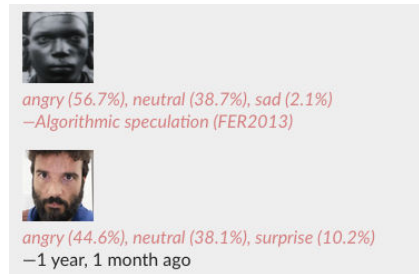 angry (56.7%), neutral (38.7%), sad (2.1%)
—Algorithmic speculation (FER2013)
angry (44.6%), neutral (38.1%), surprise (10.2%)
—1 year, 1 month ago